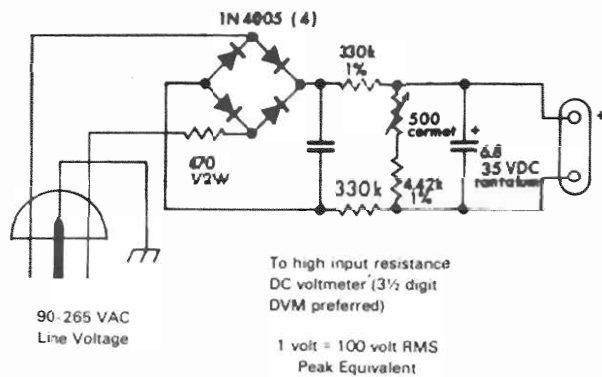 1N4005 (4)
330k
1%
500
cermet
+
+
470
1/2W
6.8
35 VDC
tantalum
4.42k
1%
330k
90-265 VAC
Line Voltage
To high input resistance
DC voltmeter (3½ digit
DVM preferred)
1 volt = 100 volt RMS
Peak Equivalent